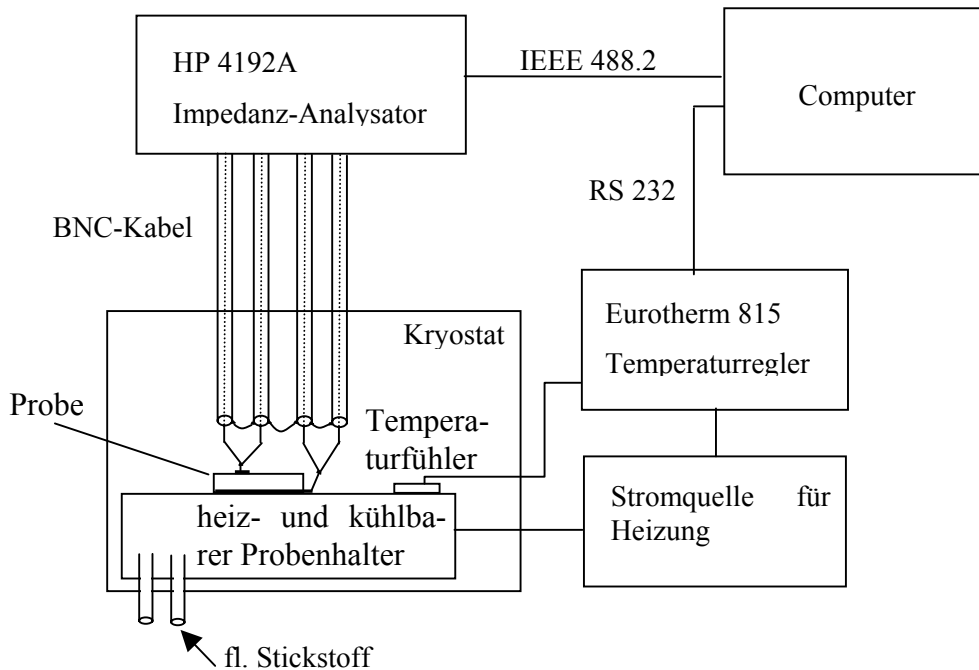 HP 4192A
Impedanz-Analysator
IEEE 488.2
Computer
RS 232
BNC-Kabel
Eurotherm 815
Temperaturregler
Kryostat
Probe
Tempera-
turfühler
heiz- und kühlba-
rer Probenhalter
Stromquelle für
Heizung
fl. Stickstoff